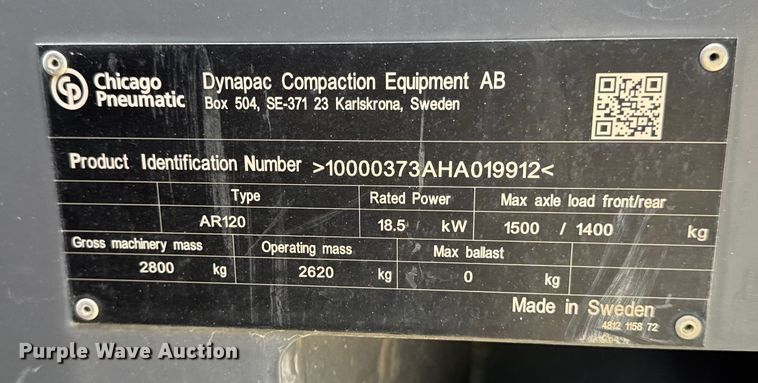 CP Chicago Pneumatic
Dynapac Compaction Equipment AB
Box 504, SE-371 23 Karlskrona, Sweden
Product Identification Number >10000373AHA019912<
Type Rated Power Max axle load front/rear
AR120 18.5 kW 1500 / 1400 kg
Gross machinery mass Operating mass Max ballast
2800 kg 2620 kg 0 kg
Made in Sweden
4812 1158 72
Purple Wave Auction